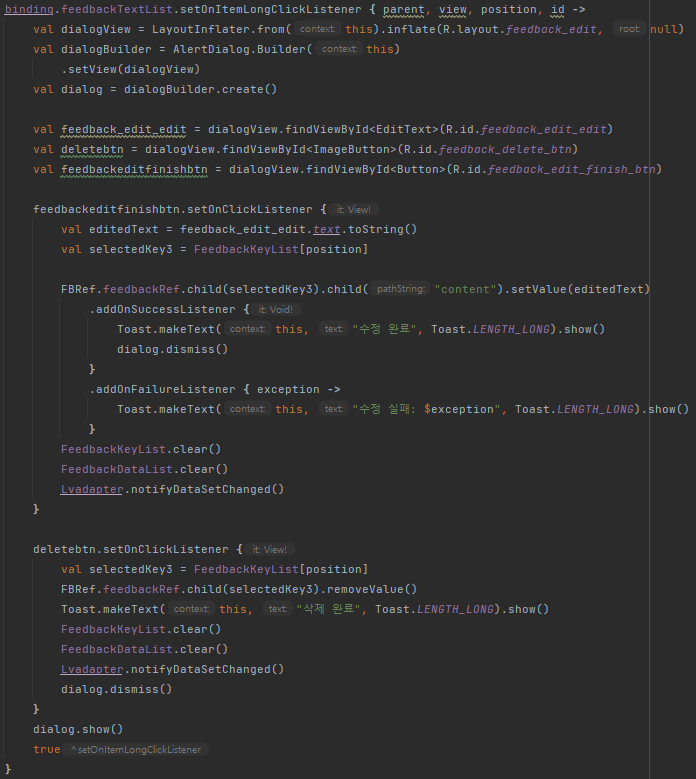 binding.feedbackTextList.setOnItemLongClickListener { parent, view, position, id ->
    val dialogView = LayoutInflater.from( context: this).inflate(R.layout.feedback_edit, root: null)
    val dialogBuilder = AlertDialog.Builder( context: this)
        .setView(dialogView)
    val dialog = dialogBuilder.create()

    val feedback_edit_edit = dialogView.findViewById<EditText>(R.id.feedback_edit_edit)
    val deletebtn = dialogView.findViewById<ImageButton>(R.id.feedback_delete_btn)
    val feedbackeditfinishbtn = dialogView.findViewById<Button>(R.id.feedback_edit_finish_btn)

    feedbackeditfinishbtn.setOnClickListener { it: View!
        val editedText = feedback_edit_edit.text.toString()
        val selectedKey3 = FeedbackKeyList[position]

        FBRef.feedbackRef.child(selectedKey3).child( pathString: "content").setValue(editedText)
            .addOnSuccessListener { it: Void!
                Toast.makeText( context: this, text: "수정 완료", Toast.LENGTH_LONG).show()
                dialog.dismiss()
            }
            .addOnFailureListener { exception ->
                Toast.makeText( context: this, text: "수정 실패: $exception", Toast.LENGTH_LONG).show()
            }
        FeedbackKeyList.clear()
        FeedbackDataList.clear()
        Lvadapter.notifyDataSetChanged()
    }

    deletebtn.setOnClickListener { it: View!
        val selectedKey3 = FeedbackKeyList[position]
        FBRef.feedbackRef.child(selectedKey3).removeValue()
        Toast.makeText( context: this, text: "삭제 완료", Toast.LENGTH_LONG).show()
        FeedbackKeyList.clear()
        FeedbackDataList.clear()
        Lvadapter.notifyDataSetChanged()
        dialog.dismiss()
    }
    dialog.show()
    true ^setOnItemLongClickListener
}